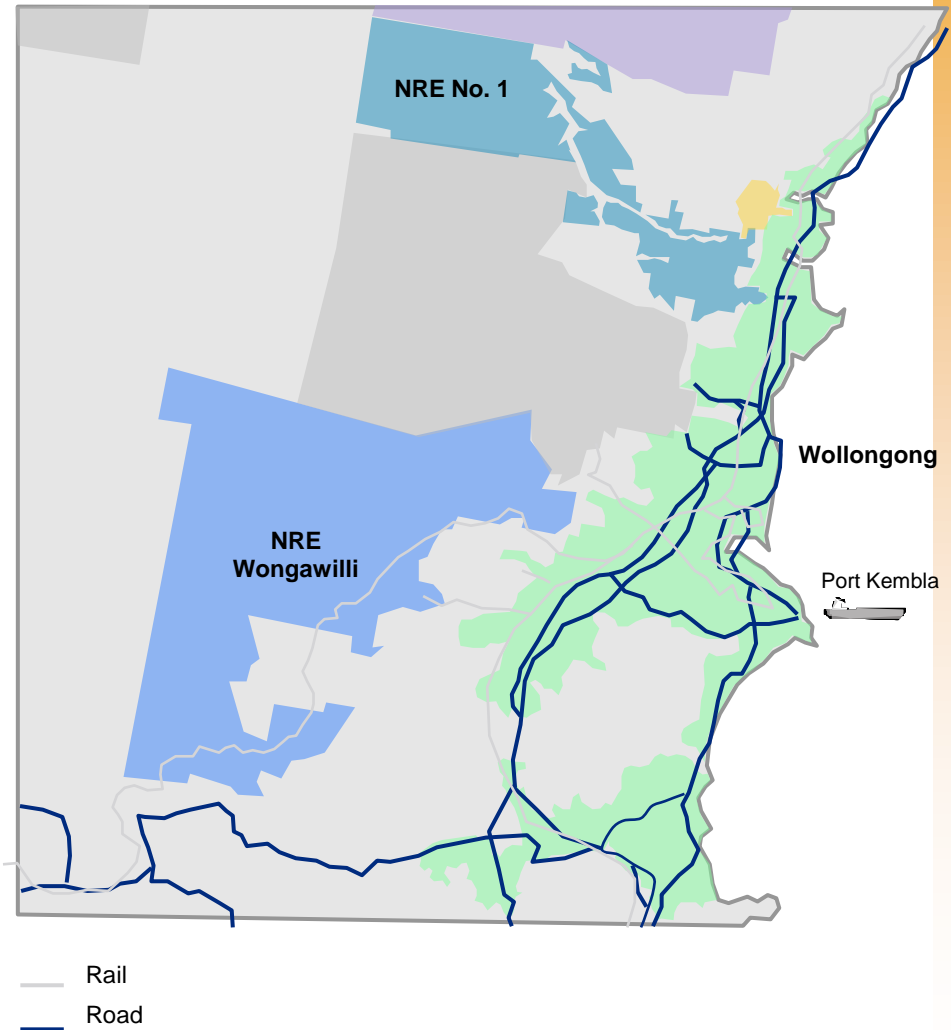 NRE No. 1
Wollongong
NRE
Wongawilli
Port Kembla
Rail
Road